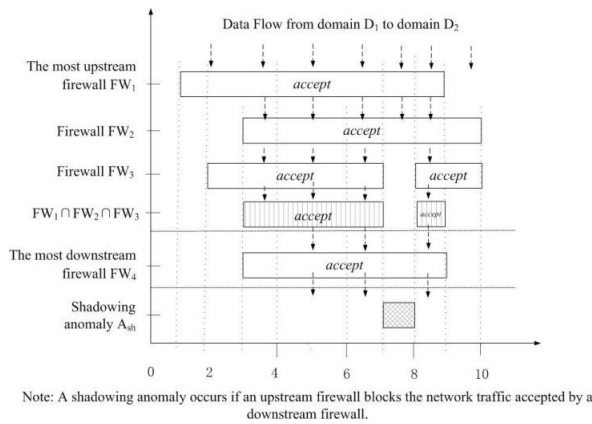 Data Flow from domain D₁ to domain D₂
The most upstream
firewall FW₁
accept
Firewall FW₂
accept
Firewall FW₃
accept
accept
FW₁∩FW₂∩FW₃
accept
accept
The most downstream
firewall FW₄
accept
Shadowing
anomaly Aₛₕ
0 2 4 6 8 10
Note: A shadowing anomaly occurs if an upstream firewall blocks the network traffic accepted by a
downstream firewall.